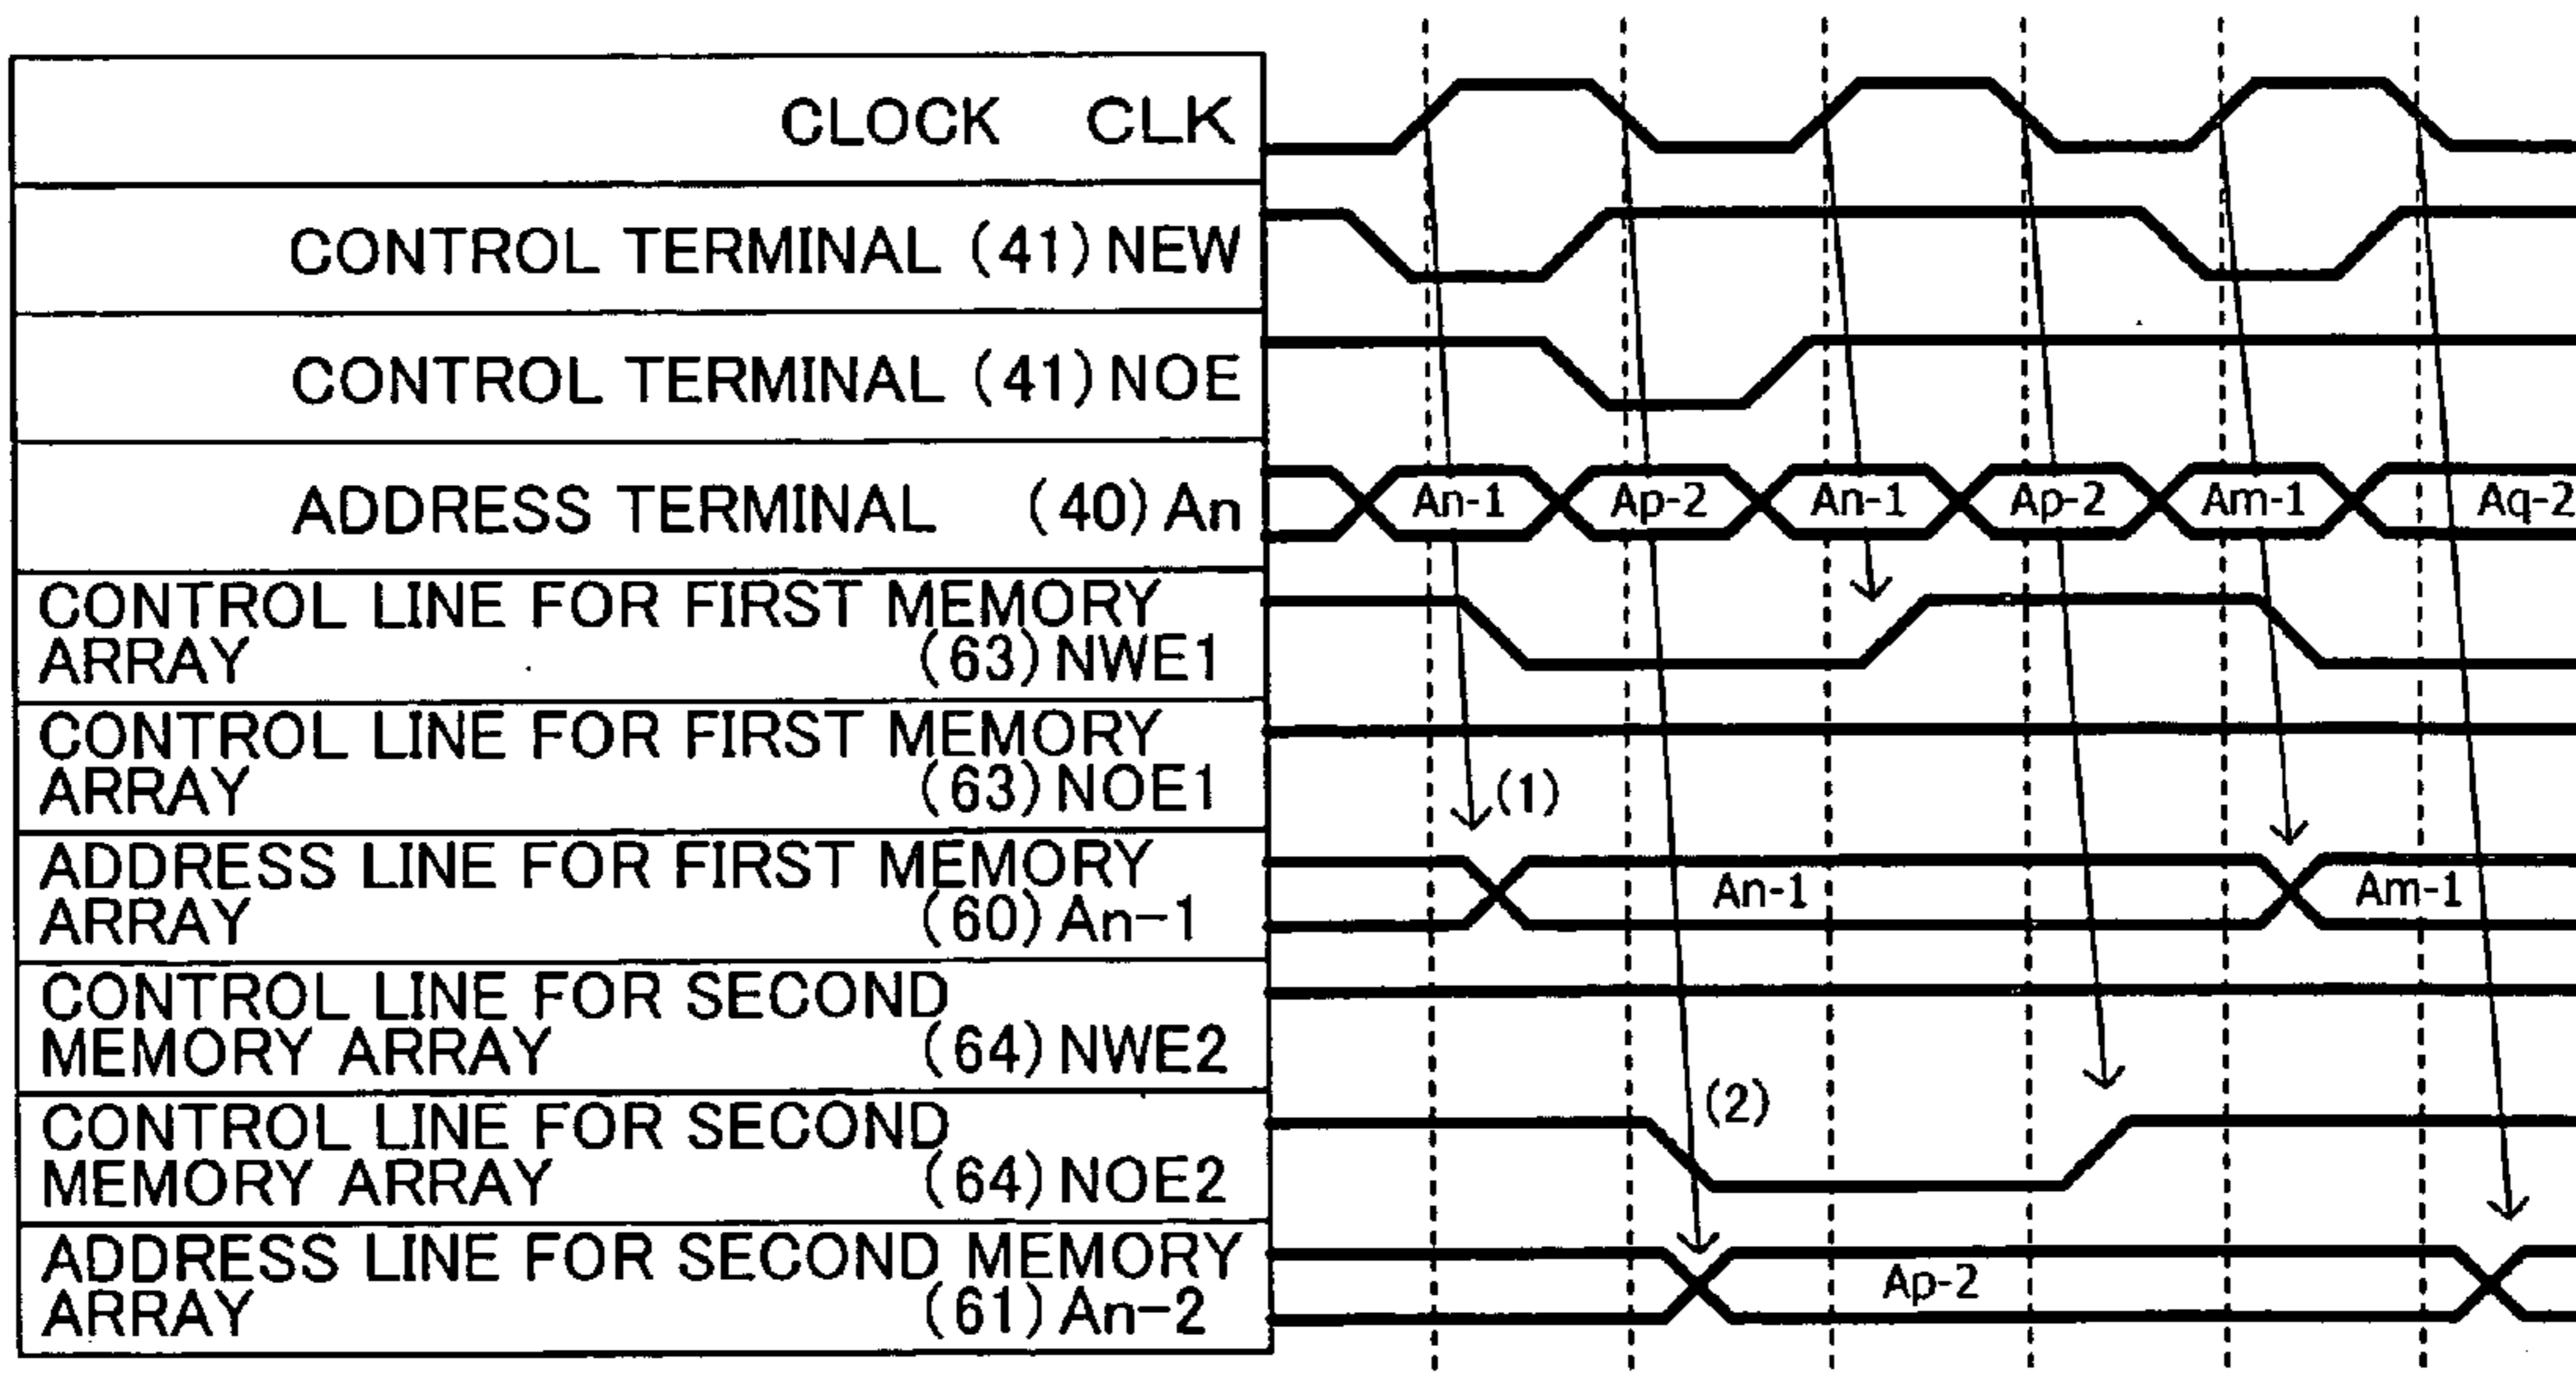 CLOCK CLK
CONTROL TERMINAL (41) NEW
CONTROL TERMINAL (41) NOE
ADDRESS TERMINAL (40) An
An-1 Ap-2 An-1 Ap-2 Am-1 Aq-2
CONTROL LINE FOR FIRST MEMORY
ARRAY (63) NWE1
CONTROL LINE FOR FIRST MEMORY
ARRAY (63) NOE1
(1)
ADDRESS LINE FOR FIRST MEMORY
ARRAY (60) An-1
An-1 Am-1
CONTROL LINE FOR SECOND
MEMORY ARRAY (64) NWE2
CONTROL LINE FOR SECOND
MEMORY ARRAY (64) NOE2
(2)
ADDRESS LINE FOR SECOND MEMORY
ARRAY (61) An-2
Ap-2